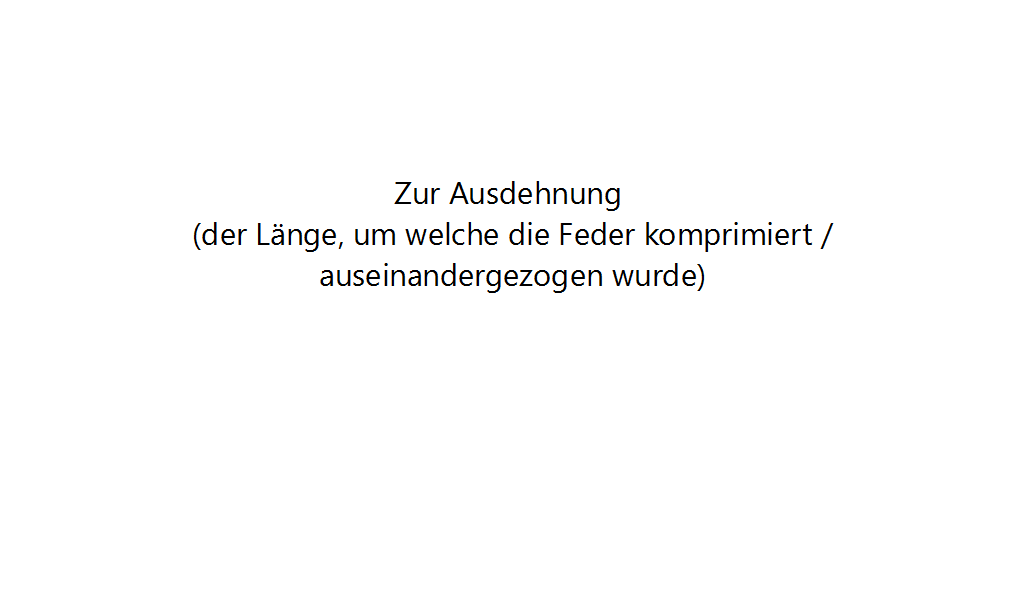 Zur Ausdehnung
(der Länge, um welche die Feder komprimiert /
auseinandergezogen wurde)